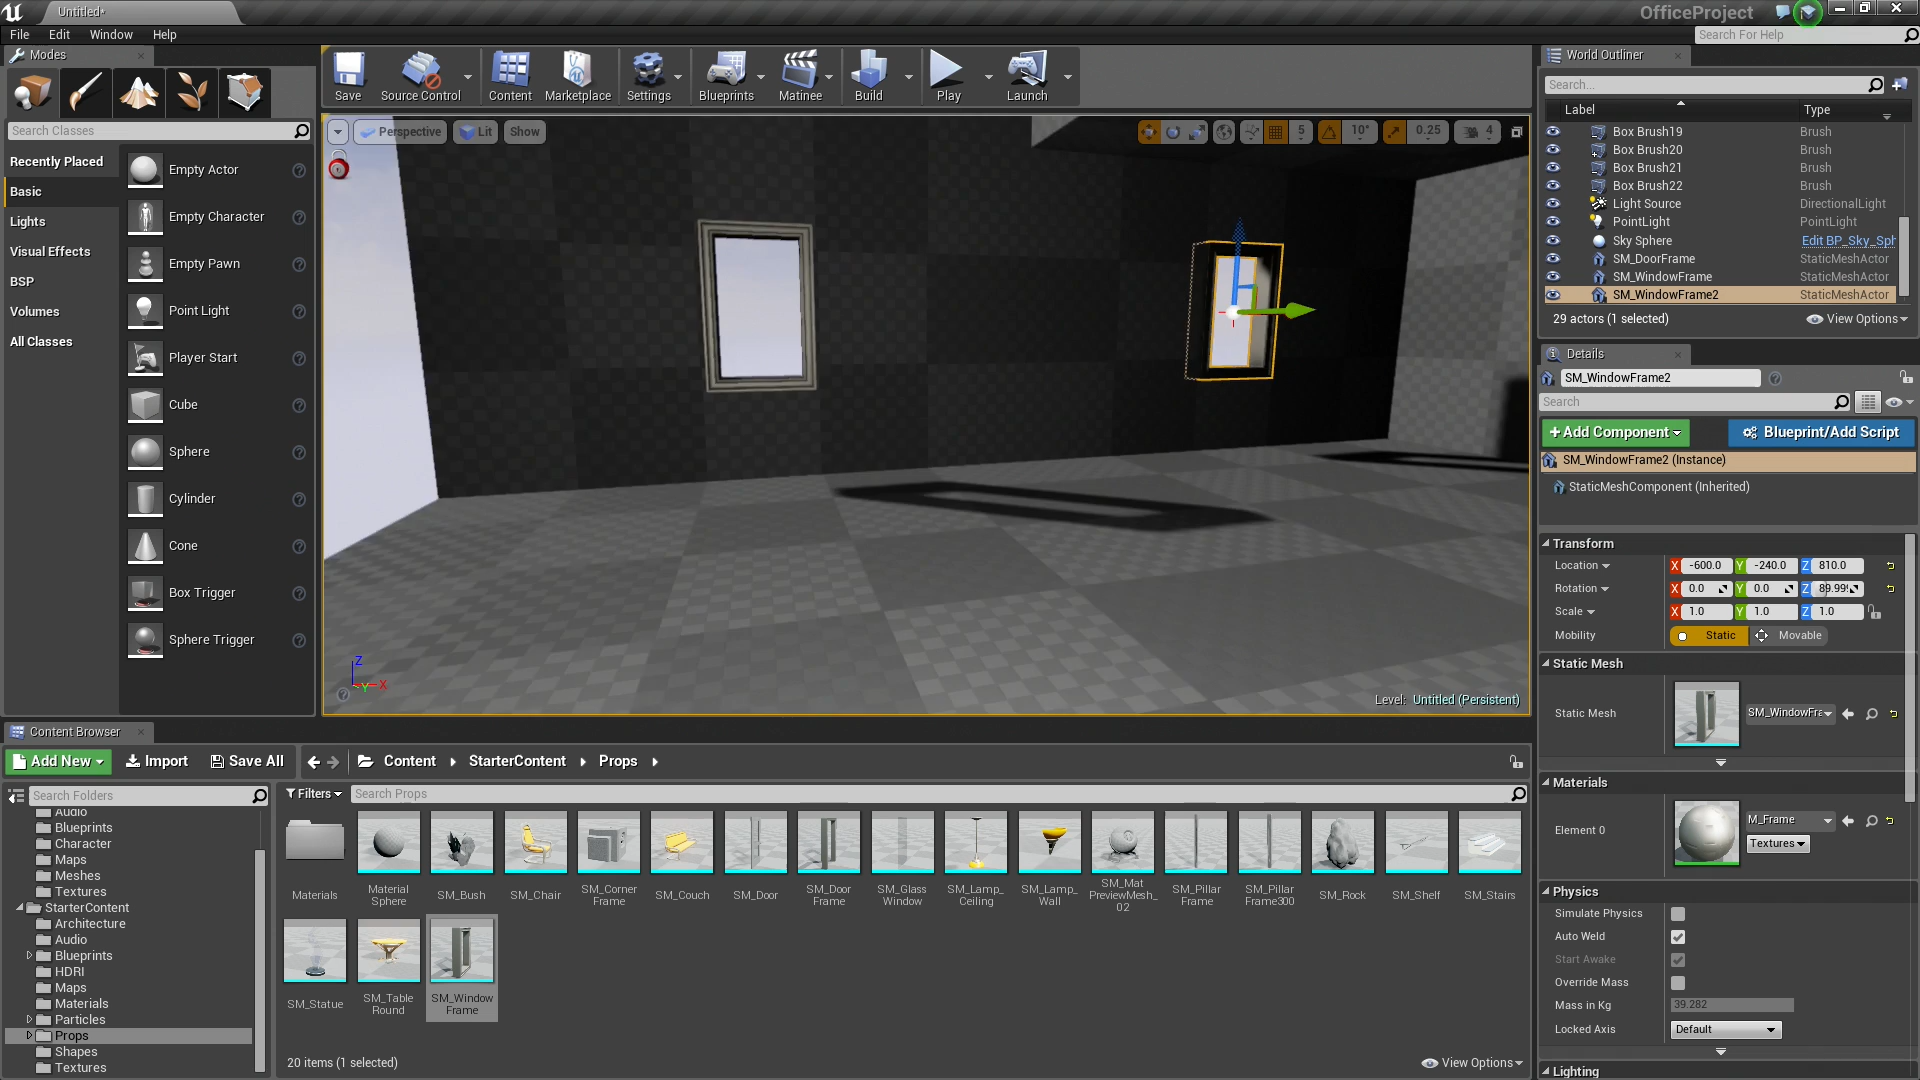 Untitled*
OfficeProject
File Edit Window Help
Search For Help
Modes
Search Classes
Recently Placed
Basic
Lights
Visual Effects
BSP
Volumes
All Classes
Empty Actor
Empty Character
Empty Pawn
Point Light
Player Start
Cube
Sphere
Cylinder
Cone
Box Trigger
Sphere Trigger
Save
Source Control
Content
Marketplace
Settings
Blueprints
Matinee
Build
Play
Launch
Perspective
Lit
Show
5
10°
0.25
4
Z
Y
X
Level: Untitled (Persistent)
World Outliner
Search...
Label Type
Box Brush19 Brush
Box Brush20 Brush
Box Brush21 Brush
Box Brush22 Brush
Light Source DirectionalLight
PointLight PointLight
Sky Sphere Edit BP_Sky_Sph
SM_DoorFrame StaticMeshActor
SM_WindowFrame StaticMeshActor
SM_WindowFrame2 StaticMeshActor
29 actors (1 selected)
View Options
Details
SM_WindowFrame2
Search
+Add Component
Blueprint/Add Script
SM_WindowFrame2 (Instance)
StaticMeshComponent (Inherited)
Transform
Location X -600.0 Y -240.0 Z 810.0
Rotation X 0.0 Y 0.0 Z
Scale X 1.0 Y 1.0 Z 1.0
Mobility Static Movable
Static Mesh
Static Mesh SM_WindowFra
Materials
Element 0 M_Frame
Textures
Physics
Simulate Physics
Auto Weld
Start Awake
Override Mass
Mass in Kg 39.282
Locked Axis Default
Lighting
Content Browser
Add New
Import
Save All
Content
StarterContent
Props
Search Folders
Audio
Blueprints
Character
Maps
Meshes
Textures
StarterContent
Architecture
Audio
Blueprints
HDRI
Maps
Materials
Particles
Props
Shapes
Textures
Filters
Search Props
Materials
Material
Sphere
SM_Bush
SM_Chair
SM_Corner
Frame
SM_Couch
SM_Door
SM_Door
Frame
SM_Glass
Window
SM_Lamp_
Ceiling
SM_Lamp_
Wall
SM_Mat
PreviewMesh_
02
SM_Pillar
Frame
SM_Pillar
Frame300
SM_Rock
SM_Shelf
SM_Stairs
SM_Statue
SM_Table
Round
SM_Window
Frame
20 items (1 selected)
View Options